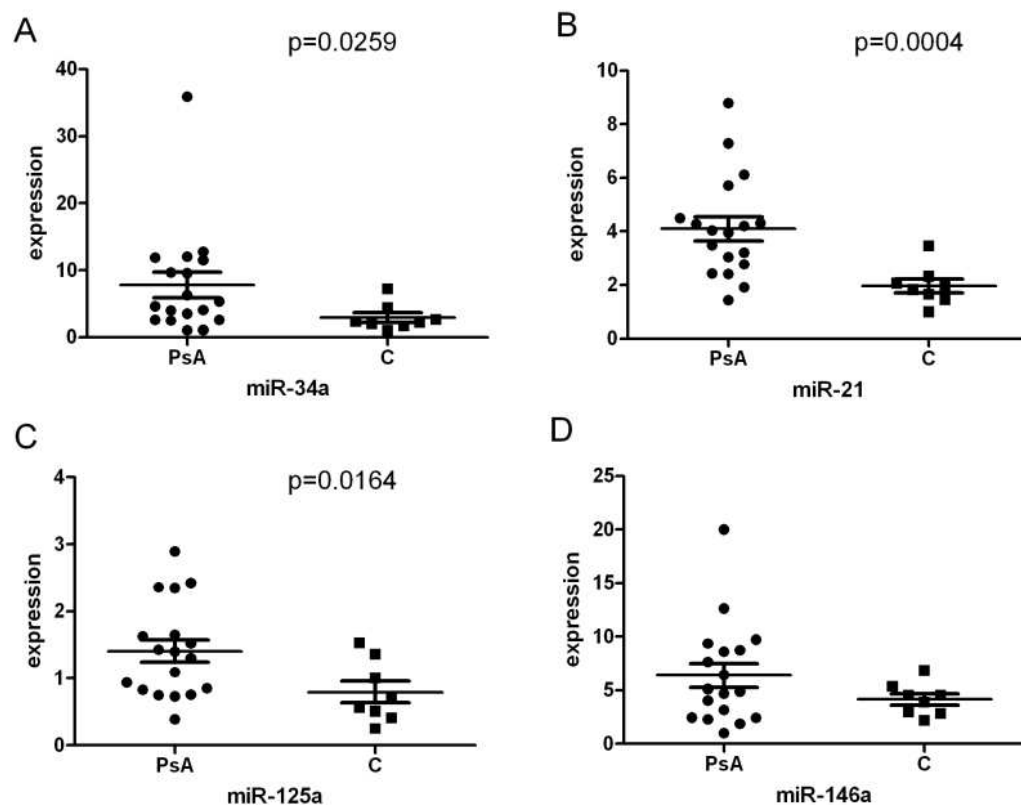 A
p=0.0259
expression
40
30
20
10
0
PsA
C
miR-34a
B
p=0.0004
expression
10
8
6
4
2
0
PsA
C
miR-21
C
p=0.0164
expression
4
3
2
1
0
PsA
C
miR-125a
D
expression
25
20
15
10
5
0
PsA
C
miR-146a